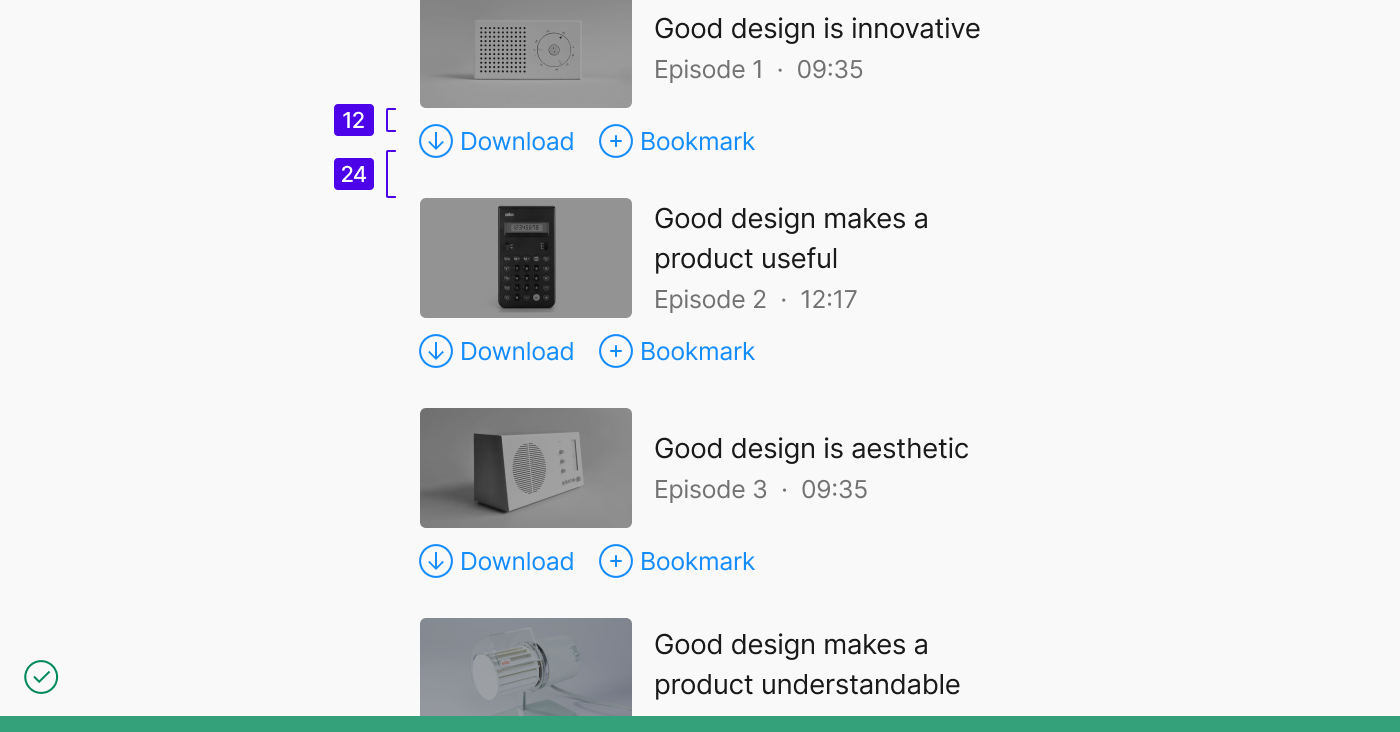 Good design is innovative
Episode 1 · 09:35
12
Download
Bookmark
24
Good design makes a
product useful
Episode 2 · 12:17
Download
Bookmark
Good design is aesthetic
Episode 3 · 09:35
Download
Bookmark
Good design makes a
product understandable